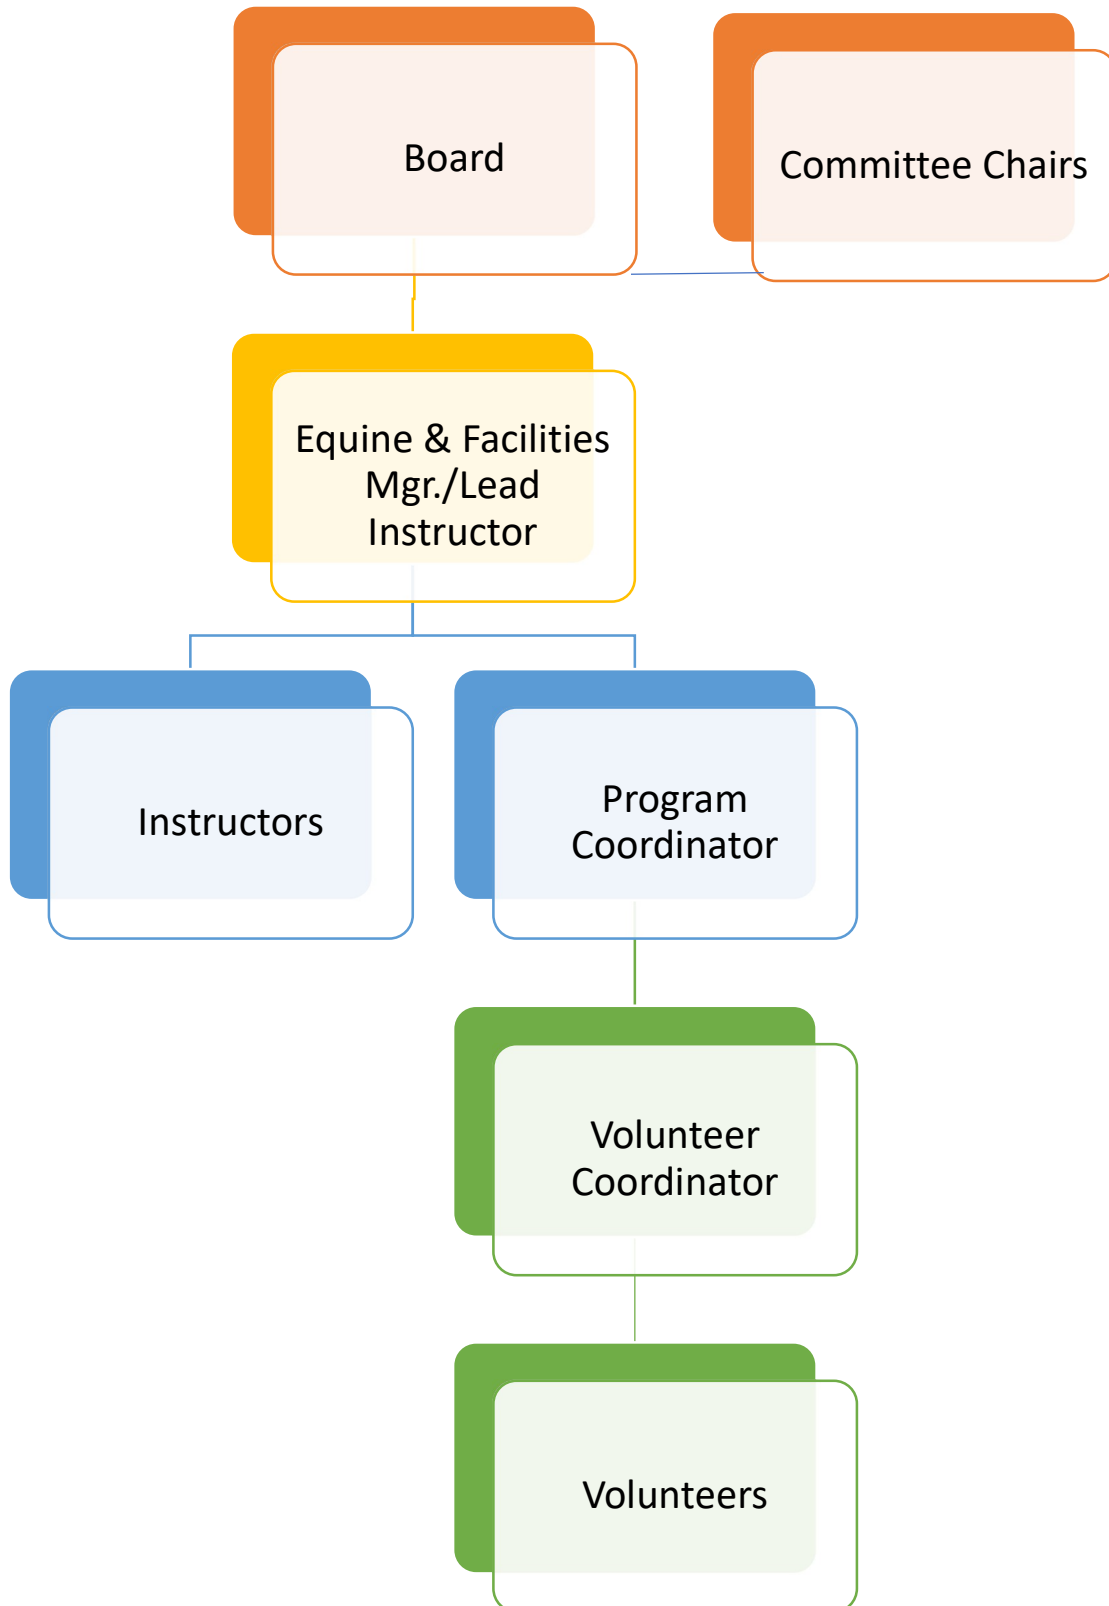 Board
Committee Chairs
Equine & Facilities
Mgr./Lead
Instructor
Instructors
Program
Coordinator
Volunteer
Coordinator
Volunteers